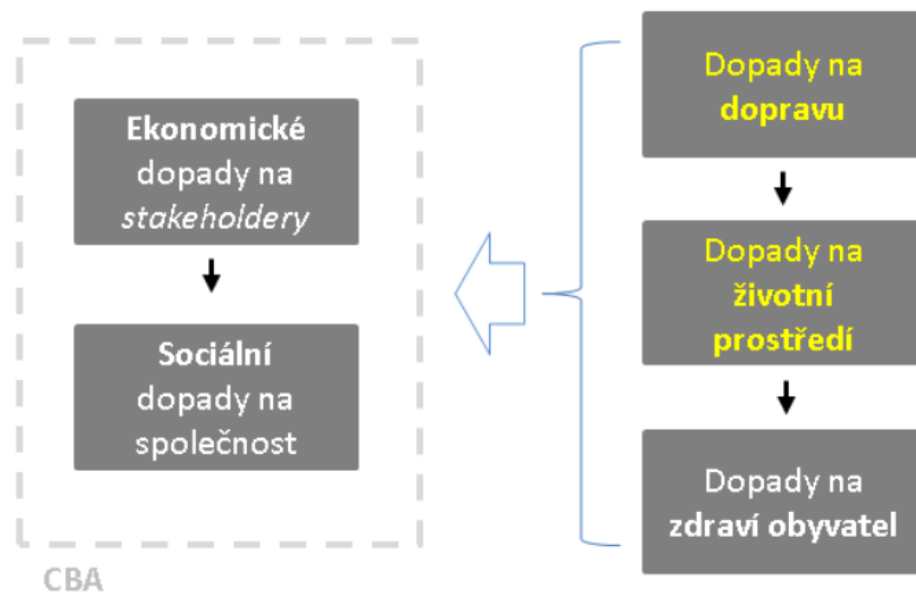 Ekonomické
dopady na
stakeholdery
Sociální
dopady na
společnost
CBA
Dopady na
dopravu
Dopady na
životní
prostředí
Dopady na
zdraví obyvatel